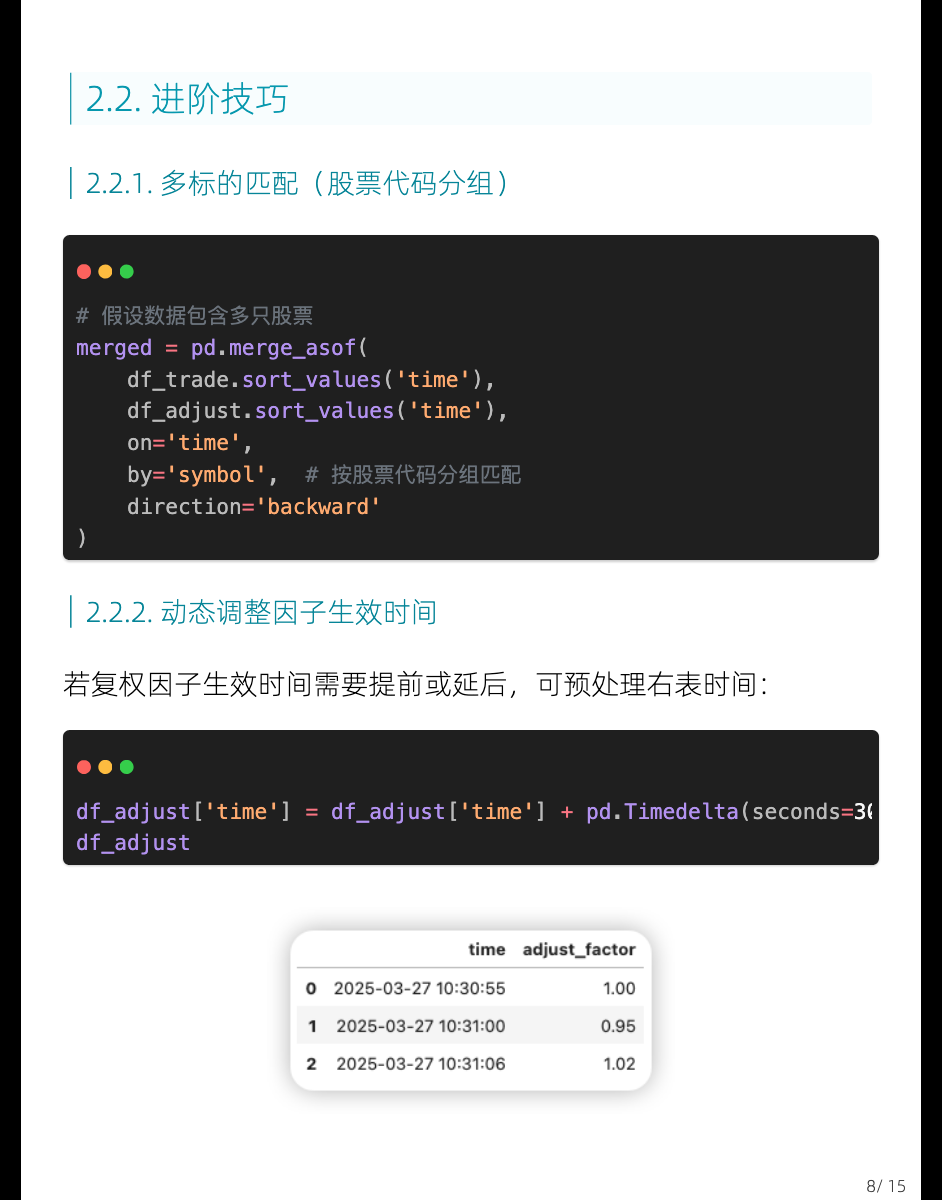 2.2. 进阶技巧
2.2.1. 多标的匹配（股票代码分组）
# 假设数据包含多只股票
merged = pd.merge_asof(
    df_trade.sort_values('time'),
    df_adjust.sort_values('time'),
    on='time',
    by='symbol',  # 按股票代码分组匹配
    direction='backward'
)
2.2.2. 动态调整因子生效时间
若复权因子生效时间需要提前或延后，可预处理右表时间：
df_adjust['time'] = df_adjust['time'] + pd.Timedelta(seconds=3
df_adjust
time adjust_factor
0 2025-03-27 10:30:55 1.00
1 2025-03-27 10:31:00 0.95
2 2025-03-27 10:31:06 1.02
8/ 15